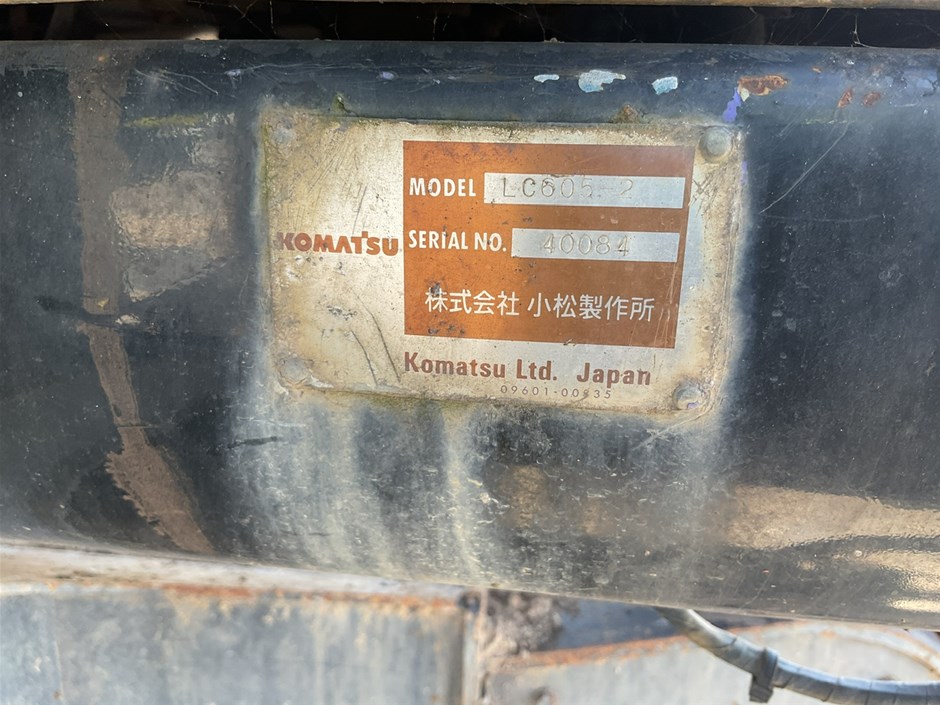 MODEL LC605-2
KOMATSU
SERIAL NO. 40084
株式会社 小松製作所
Komatsu Ltd. Japan